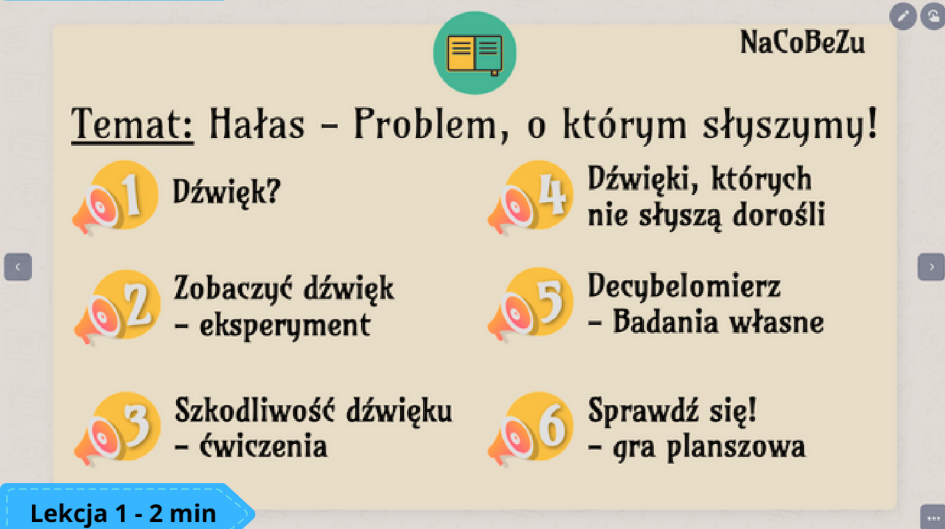 NaCoBeZu
Temat: Hałas – Problem, o którym słyszymy!
1 Dźwięk?
2 Zobaczyć dźwięk
– eksperyment
3 Szkodliwość dźwięku
– ćwiczenia
4 Dźwięki, których
nie słyszą dorośli
5 Decybelomierz
– Badania własne
6 Sprawdź się!
– gra planszowa
Lekcja 1 - 2 min